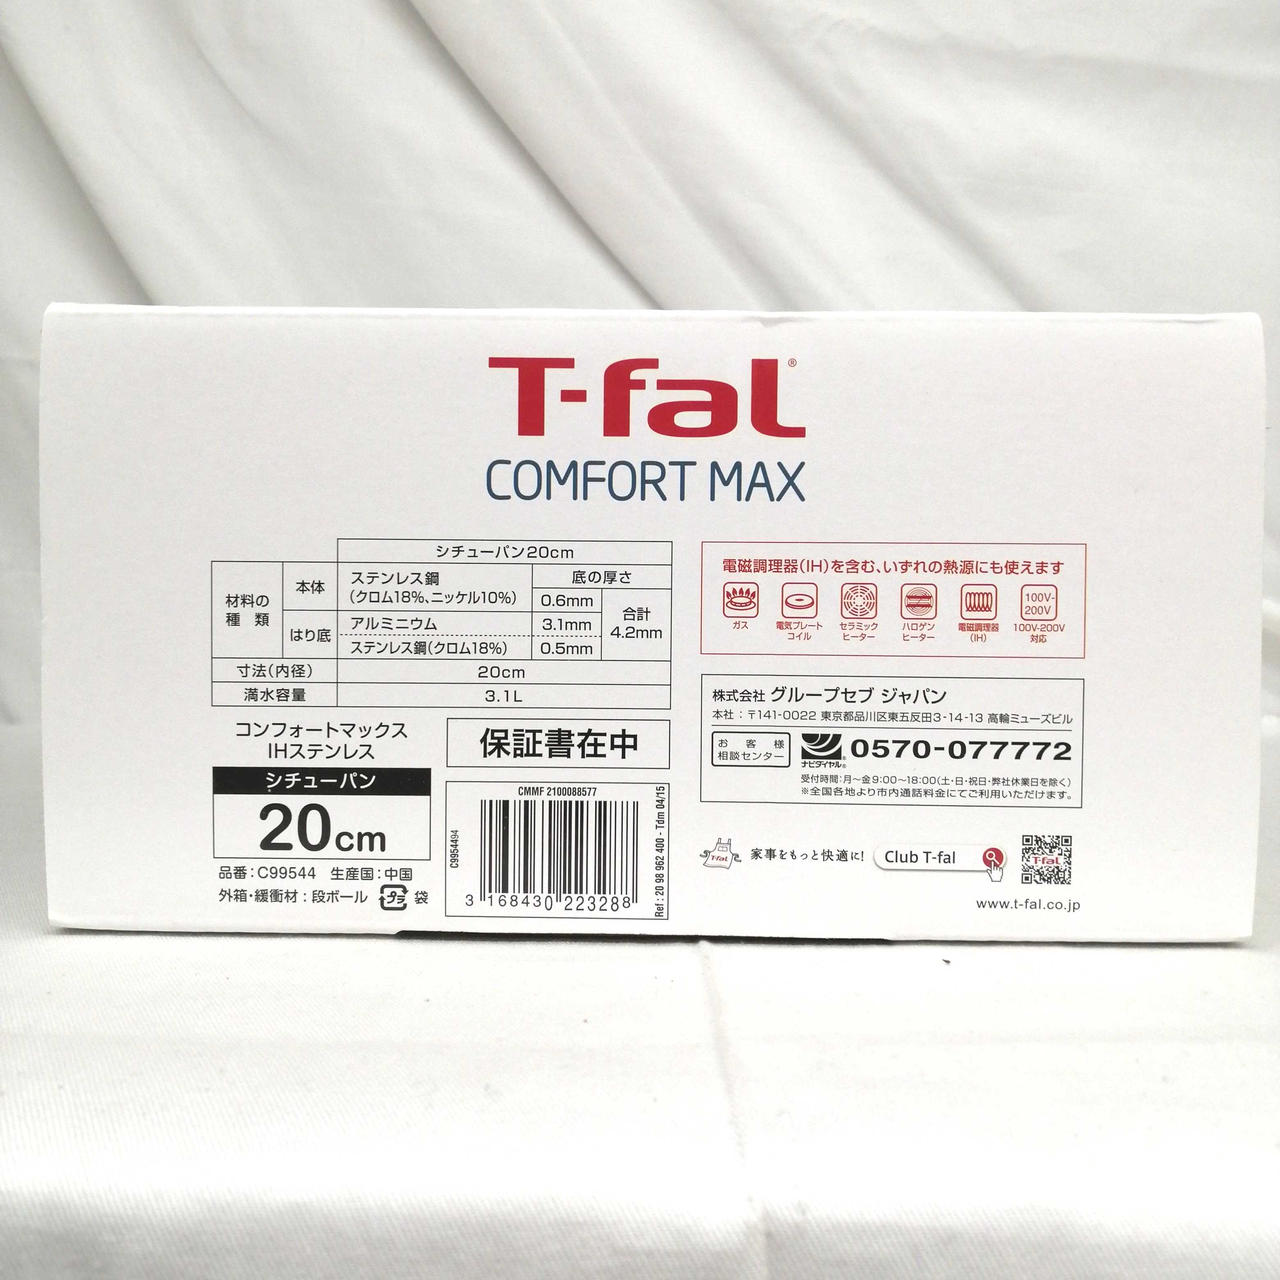 T-fal®
COMFORT MAX
シチューパン20cm
材料の種類
本体
ステンレス鋼
(クロム18%、ニッケル10%)
底の厚さ
0.6mm
合計
4.2mm
はり底
アルミニウム
3.1mm
ステンレス鋼(クロム18%)
0.5mm
寸法(内径)
20cm
満水容量
3.1L
コンフォートマックス
IHステンレス
シチューパン
20cm
品番:C99544 生産国:中国
外箱・緩衝材:段ボール プラ 袋
保証書在中
CMMF 2100088577
C9954494
3 168430 223288
Ref : 20 98 962 400 - Tdm 04/15
電磁調理器(IH)を含む、いずれの熱源にも使えます
ガス
電気プレート
コイル
セラミック
ヒーター
ハロゲン
ヒーター
電磁調理器
(IH)
100V-
200V
100V-200V
対応
株式会社 グループセブ ジャパン
本社:〒141-0022 東京都品川区東五反田3-14-13 高輪ミューズビル
お客様
相談センター
ナビダイヤル®
0570-077772
受付時間:月〜金 9:00〜18:00(土・日・祝日・弊社休業日を除く)
※全国各地より市内通話料金にてご利用いただけます。
T-fal
家事をもっと快適に!
Club T-fal
T-fal
www.t-fal.co.jp